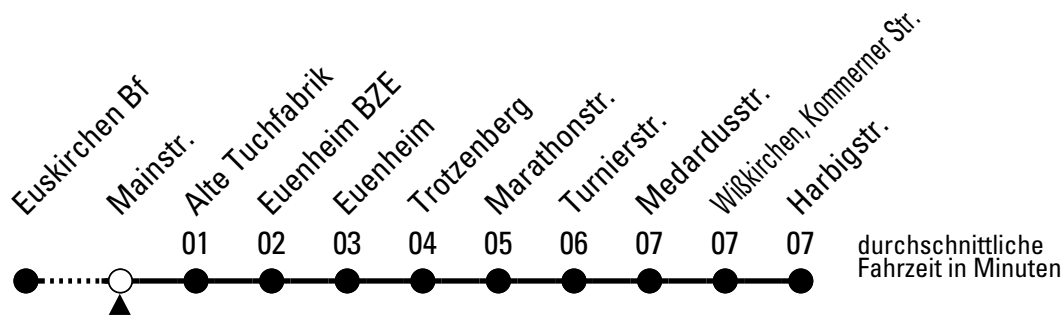 Euskirchen Bf
Mainstr.
Alte Tuchfabrik
Euenheim BZE
Euenheim
Trotzenberg
Marathonstr.
Turnierstr.
Medardusstr.
Wißkirchen, Kommerner Str.
Harbigstr.
01 02 03 04 05 06 07 07 07
durchschnittliche
Fahrzeit in Minuten